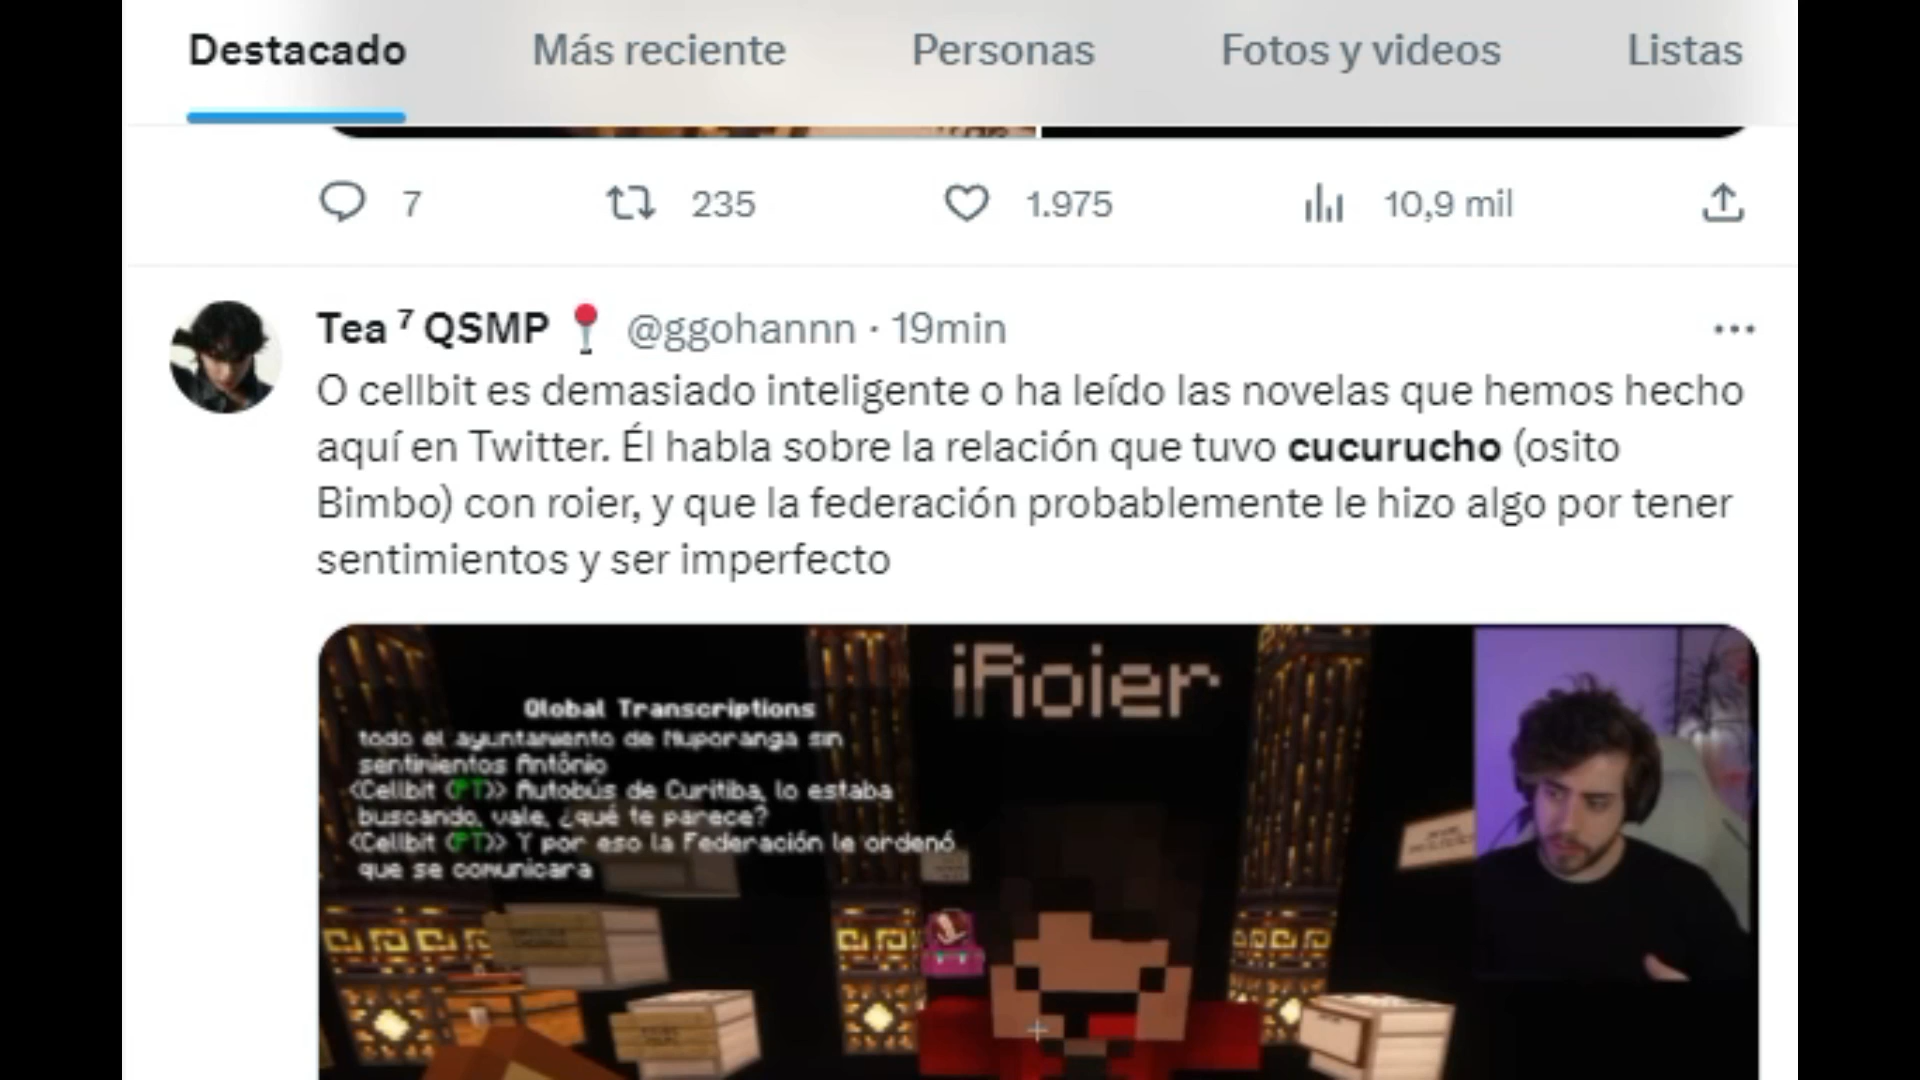 Destacado Más reciente Personas Fotos y videos Listas
7 235 1.975 10,9 mil
Tea ⁷ QSMP 📍 @ggohannn · 19min
O cellbit es demasiado inteligente o ha leído las novelas que hemos hecho
aquí en Twitter. Él habla sobre la relación que tuvo cucurucho (osito
Bimbo) con roier, y que la federación probablemente le hizo algo por tener
sentimientos y ser imperfecto
iRoier
Global Transcriptions
todo el ayuntamiento de Nuporanga sin
sentimientos Antônio
<Cellbit (PT)> Autobús de Curitiba, lo estaba
buscando, vale, ¿qué te parece?
<Cellbit (PT)> Y por eso la Federación le ordenó
que se comunicara